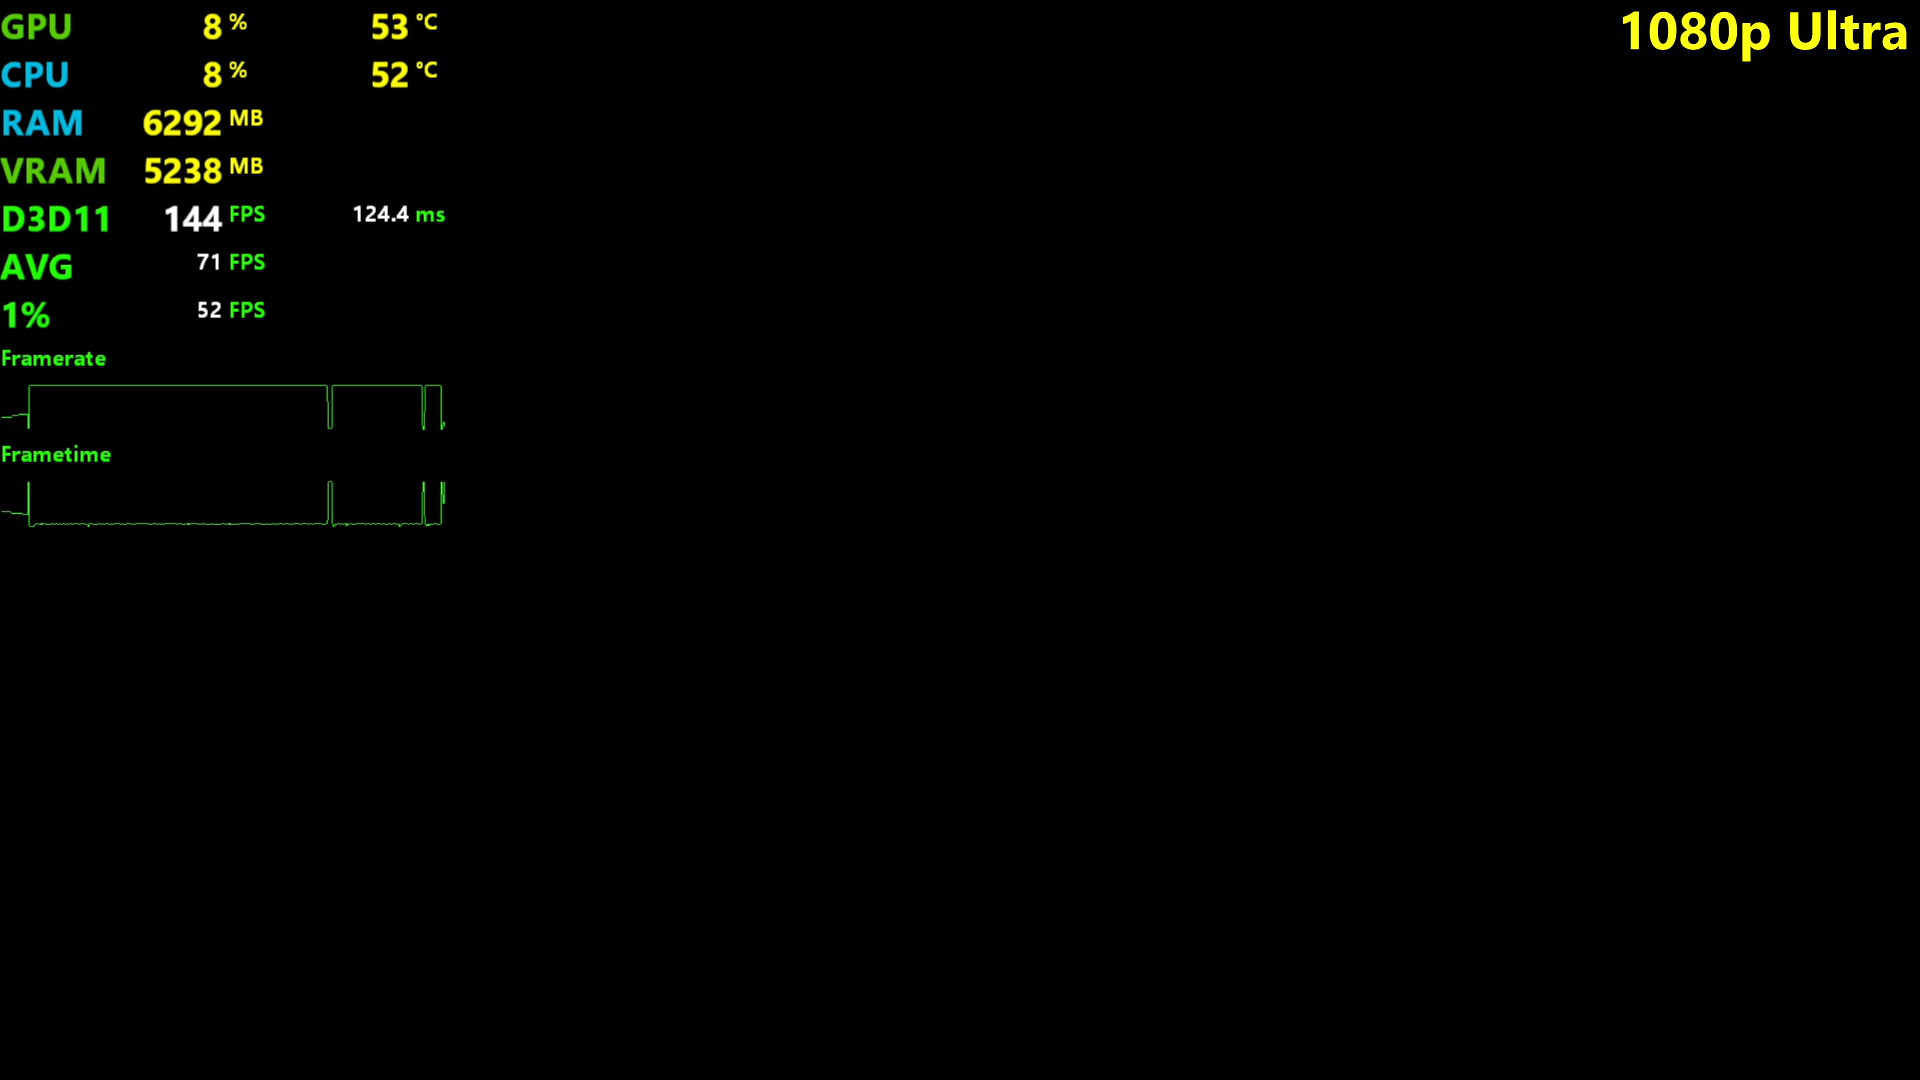 GPU 8 % 53 °C
1080p Ultra
CPU 8 % 52 °C
RAM 6292 MB
VRAM 5238 MB
D3D11 144 FPS 124.4 ms
AVG 71 FPS
1% 52 FPS
Framerate
Frametime